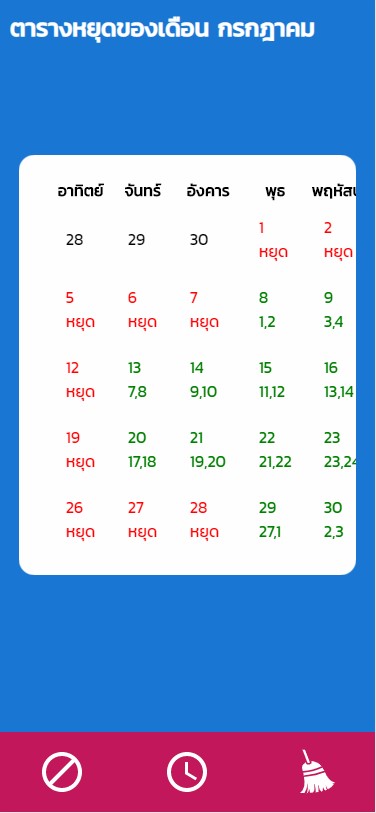 ตารางหยุดของเดือน กรกฎาคม
อาทิตย์ จันทร์ อังคาร พุธ
28 29 30 1 2
หยุด หยุด
5 6 7 8 9
หยุด หยุด หยุด 1,2 3,4
12 13 14 15 16
หยุด 7,8 9,10 11,12 13,14
19 20 21 22 23
หยุด 17,18 19,20 21,22 23,24
26 27 28 29 30
หยุด หยุด หยุด 27,1 2,3